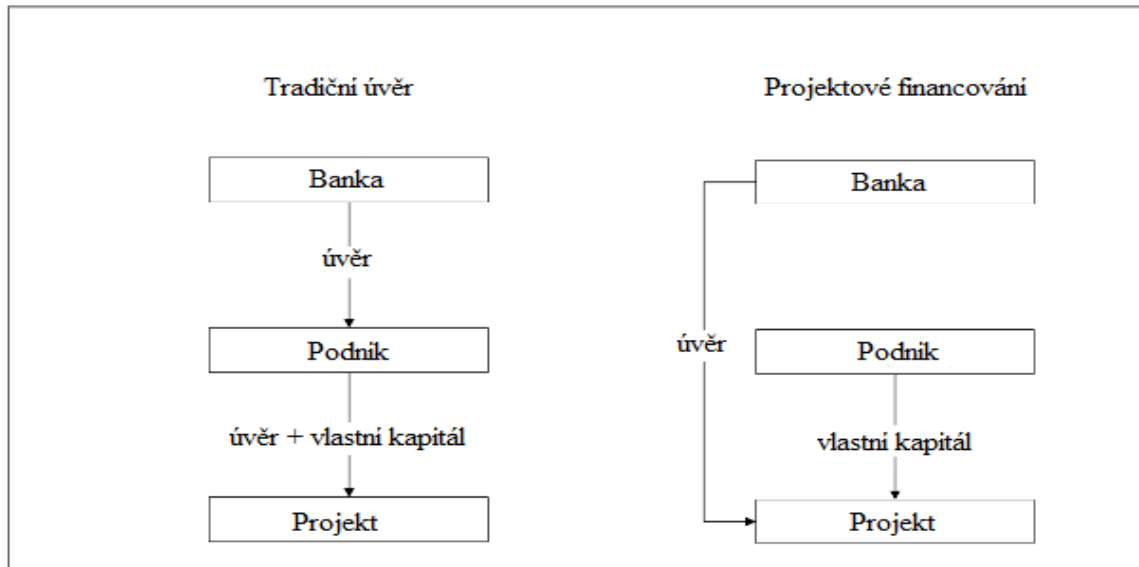 Tradiční úvěr
Banka
úvěr
Podnik
úvěr + vlastní kapitál
Projekt
Projektové financování
Banka
úvěr
Podnik
vlastní kapitál
Projekt